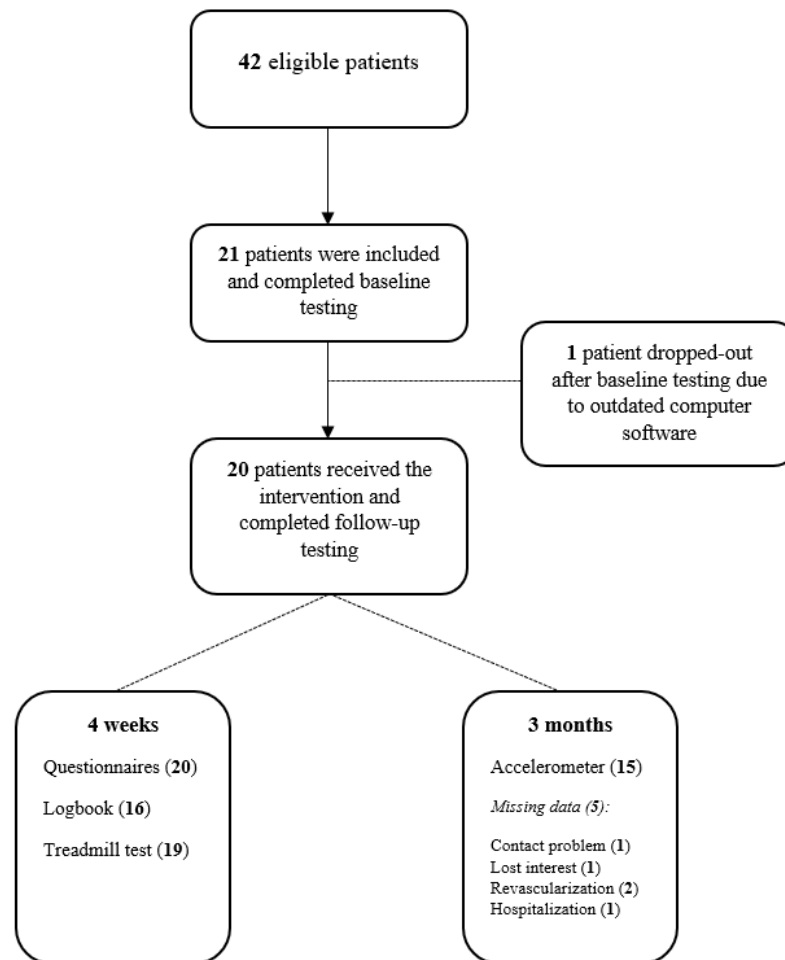 42 eligible patients
21 patients were included
and completed baseline
testing
1 patient dropped-out
after baseline testing due
to outdated computer
software
20 patients received the
intervention and
completed follow-up
testing
4 weeks
Questionnaires (20)
Logbook (16)
Treadmill test (19)
3 months
Accelerometer (15)
Missing data (5):
Contact problem (1)
Lost interest (1)
Revascularization (2)
Hospitalization (1)